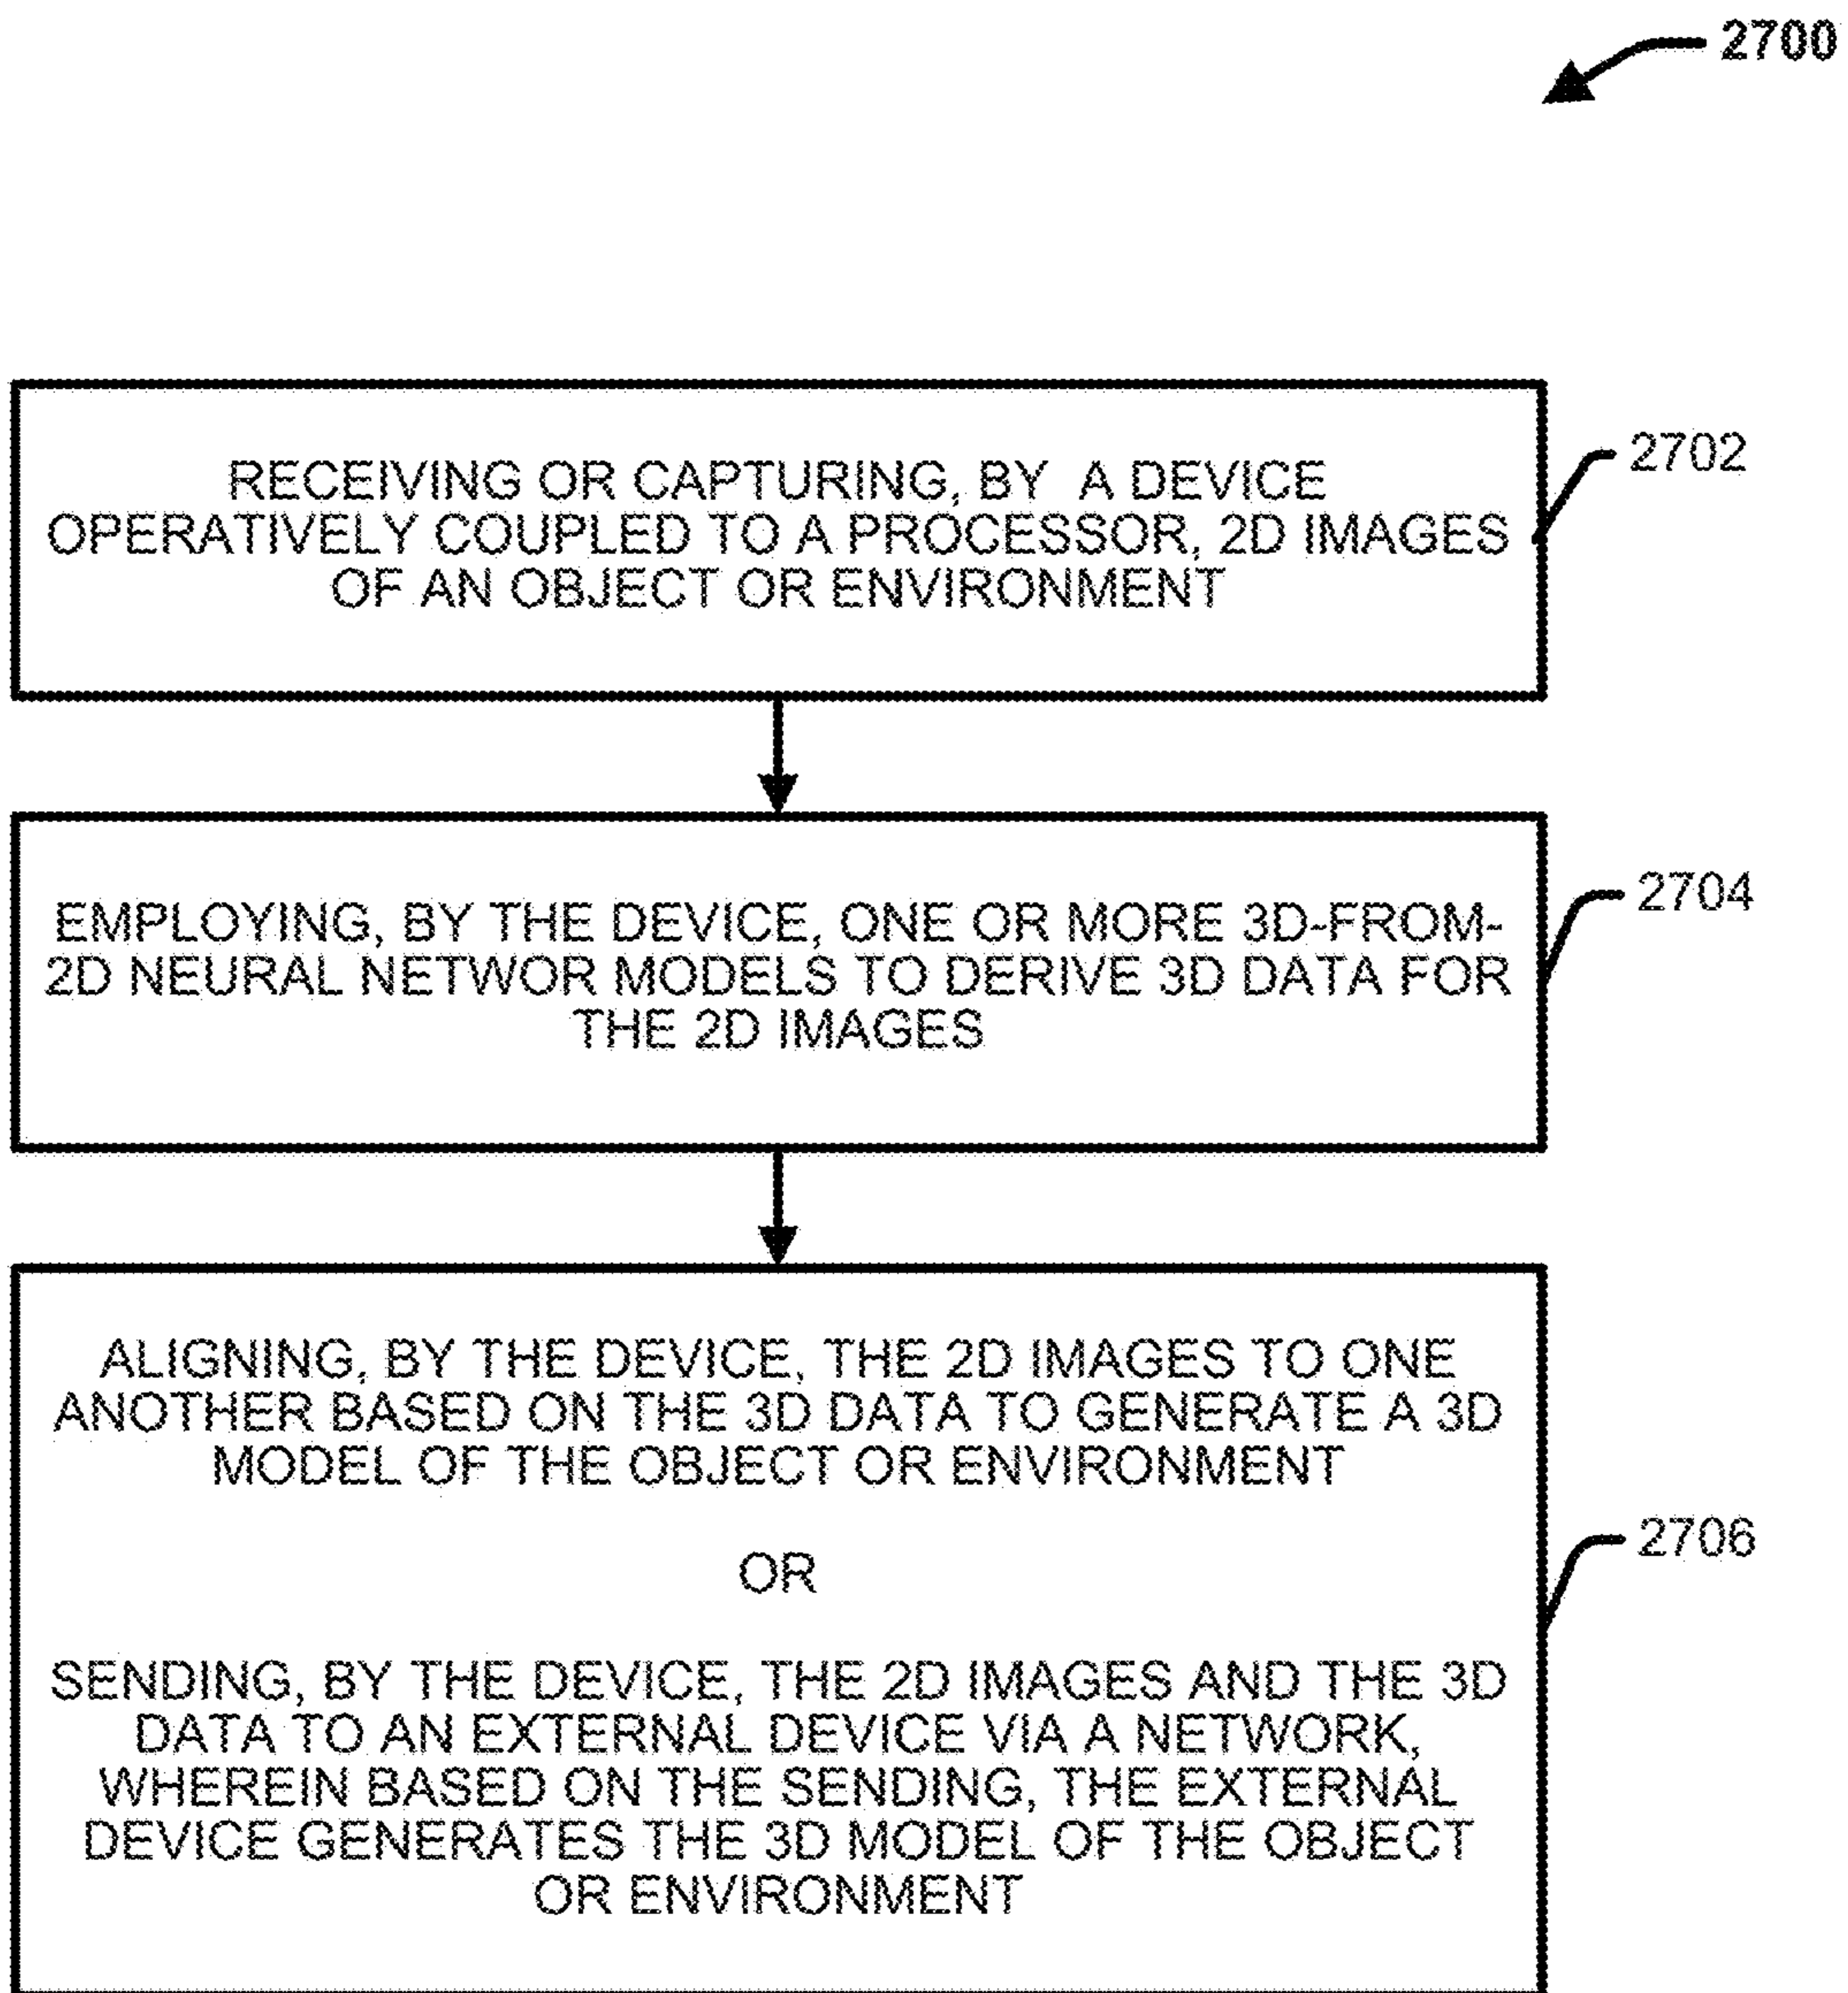 2700
RECEIVING OR CAPTURING, BY A DEVICE
OPERATIVELY COUPLED TO A PROCESSOR, 2D IMAGES
OF AN OBJECT OR ENVIRONMENT
2702
EMPLOYING, BY THE DEVICE, ONE OR MORE 3D-FROM-
2D NEURAL NETWOR MODELS TO DERIVE 3D DATA FOR
THE 2D IMAGES
2704
ALIGNING, BY THE DEVICE, THE 2D IMAGES TO ONE
ANOTHER BASED ON THE 3D DATA TO GENERATE A 3D
MODEL OF THE OBJECT OR ENVIRONMENT
OR
SENDING, BY THE DEVICE, THE 2D IMAGES AND THE 3D
DATA TO AN EXTERNAL DEVICE VIA A NETWORK,
WHEREIN BASED ON THE SENDING, THE EXTERNAL
DEVICE GENERATES THE 3D MODEL OF THE OBJECT
OR ENVIRONMENT
2706